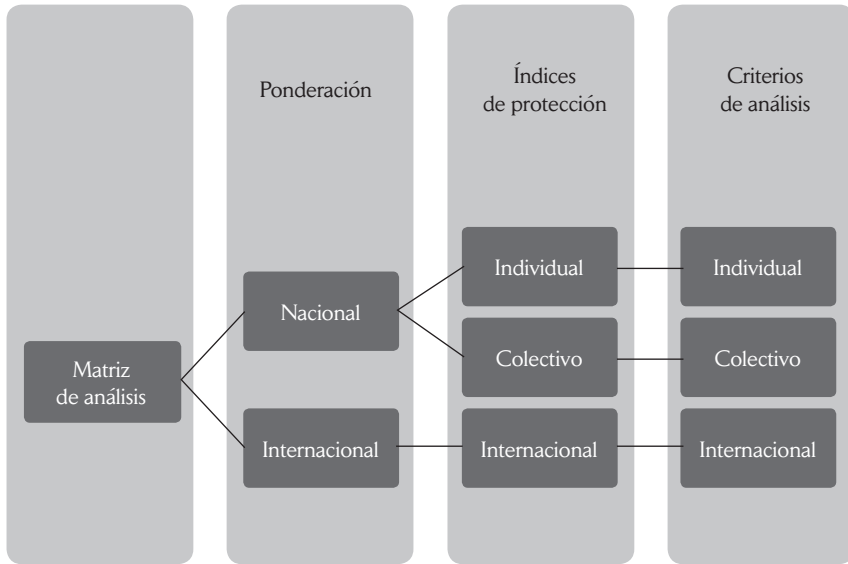 Ponderación
Índices
de protección
Criterios
de análisis
Matriz
de análisis
Nacional
Internacional
Individual
Colectivo
Internacional
Individual
Colectivo
Internacional